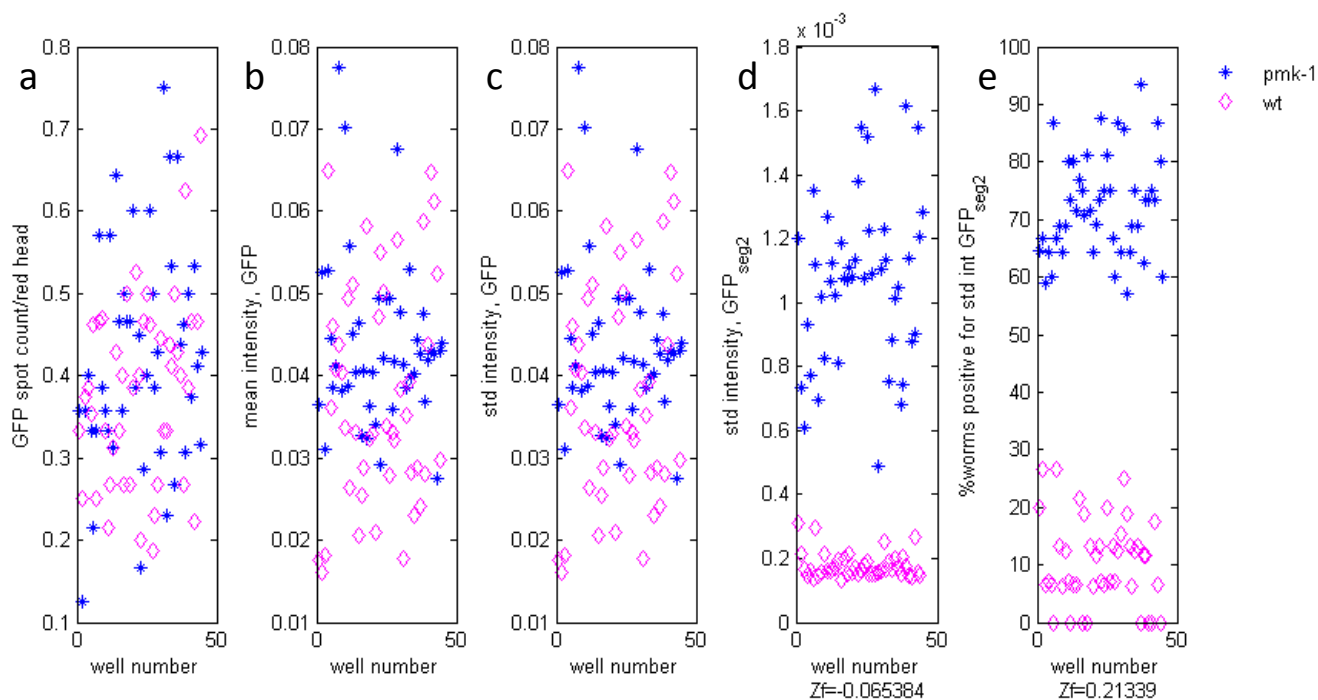 a
GFP spot count/red head
0.8
0.7
0.6
0.5
0.4
0.3
0.2
0.1
0
50
well number
b
mean intensity, GFP
0.08
0.07
0.06
0.05
0.04
0.03
0.02
0.01
0
50
well number
c
std intensity, GFP
0.08
0.07
0.06
0.05
0.04
0.03
0.02
0.01
0
50
well number
d
std intensity, GFP_seg2
x 10^-3
1.8
1.6
1.4
1.2
1
0.8
0.6
0.4
0.2
0
0
50
well number
Zf=-0.065384
e
%worms positive for std int GFP_seg2
100
90
80
70
60
50
40
30
20
10
0
0
50
well number
Zf=0.21339
pmk-1
wt